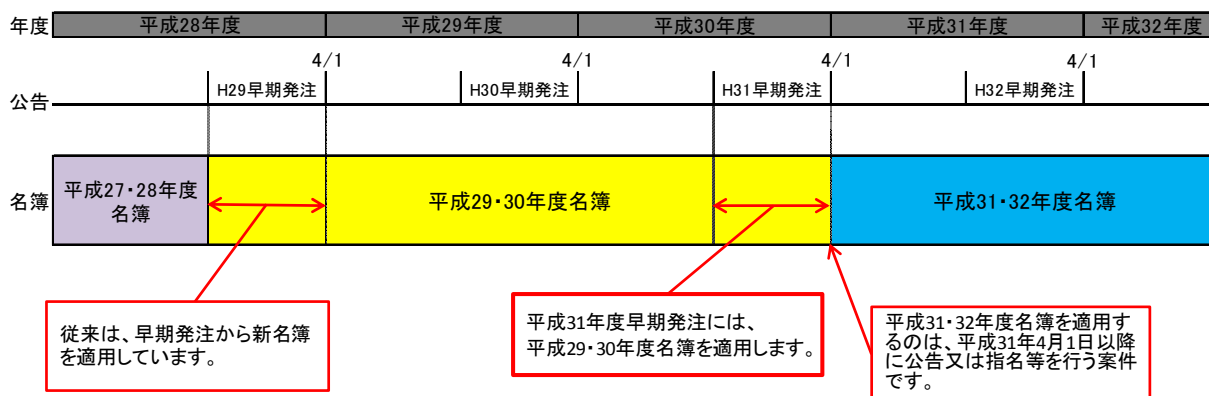 年度 平成28年度 平成29年度 平成30年度 平成31年度 平成32年度
4/1 4/1 4/1 4/1
公告 H29早期発注 H30早期発注 H31早期発注 H32早期発注
名簿
平成27・28年度
名簿
平成29・30年度名簿
平成31・32年度名簿
従来は、早期発注から新名簿
を適用しています。
平成31年度早期発注には、
平成29・30年度名簿を適用します。
平成31・32年度名簿を適用す
るのは、平成31年4月1日以降
に公告又は指名等を行う案件
です。